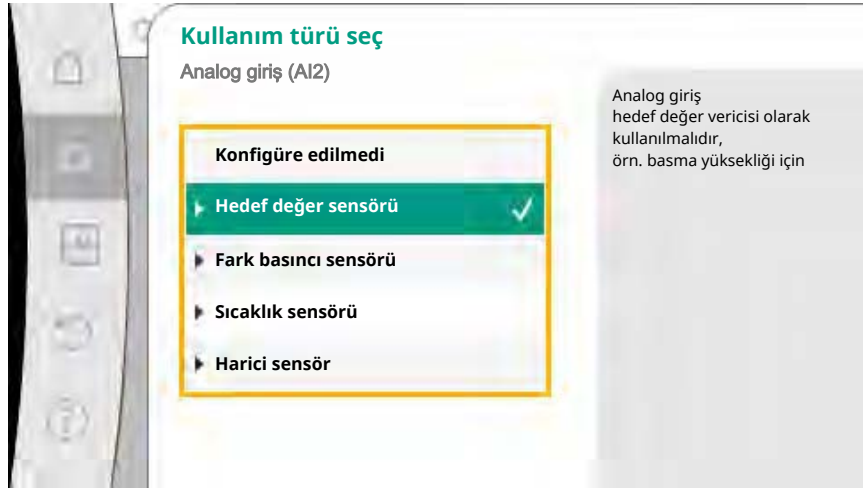 Kullanım türü seç
Analog giriş (AI2)
Konfigüre edilmedi
Hedef değer sensörü
Fark basıncı sensörü
Sıcaklık sensörü
Harici sensör
Analog giriş
hedef değer vericisi olarak
kullanılmalıdır,
örn. basma yüksekliği için